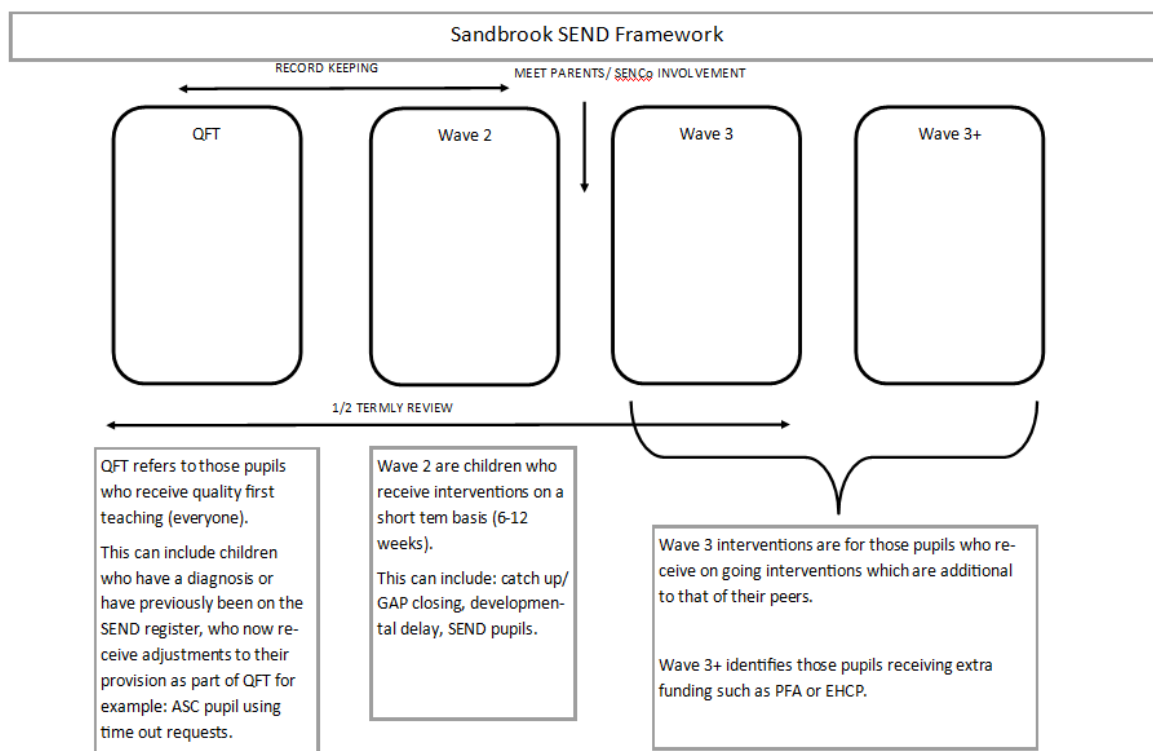 Sandbrook SEND Framework
RECORD KEEPING
MEET PARENTS/ SENCo INVOLVEMENT
QFT
Wave 2
Wave 3
Wave 3+
1/2 TERMLY REVIEW
QFT refers to those pupils
who receive quality first
teaching (everyone).
This can include children
who have a diagnosis or
have previously been on the
SEND register, who now re-
ceive adjustments to their
provision as part of QFT for
example: ASC pupil using
time out requests.
Wave 2 are children who
receive interventions on a
short tem basis (6-12
weeks).
This can include: catch up/
GAP closing, developmen-
tal delay, SEND pupils.
Wave 3 interventions are for those pupils who re-
ceive on going interventions which are additional
to that of their peers.
Wave 3+ identifies those pupils receiving extra
funding such as PFA or EHCP.